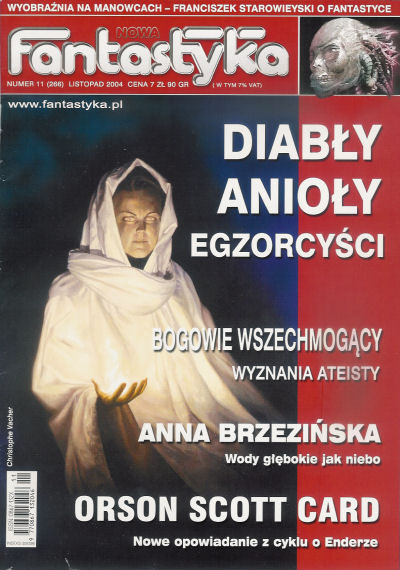 WYOBRAŹNIA NA MANOWCACH – FRANCISZEK STAROWIEYSKI O FANTASTYCE
NOWA
Fantastyka
NUMER 11 (266) LISTOPAD 2004 CENA 7 ZŁ 90 GR ( W TYM 7% VAT)
www.fantastyka.pl
DIABŁY
ANIOŁY
EGZORCYŚCI
BOGOWIE WSZECHMOGĄCY
WYZNANIA ATEISTY
ANNA BRZEZIŃSKA
Wody głębokie jak niebo
ORSON SCOTT CARD
Nowe opowiadanie z cyklu o Enderze
Christophe Vacher
11